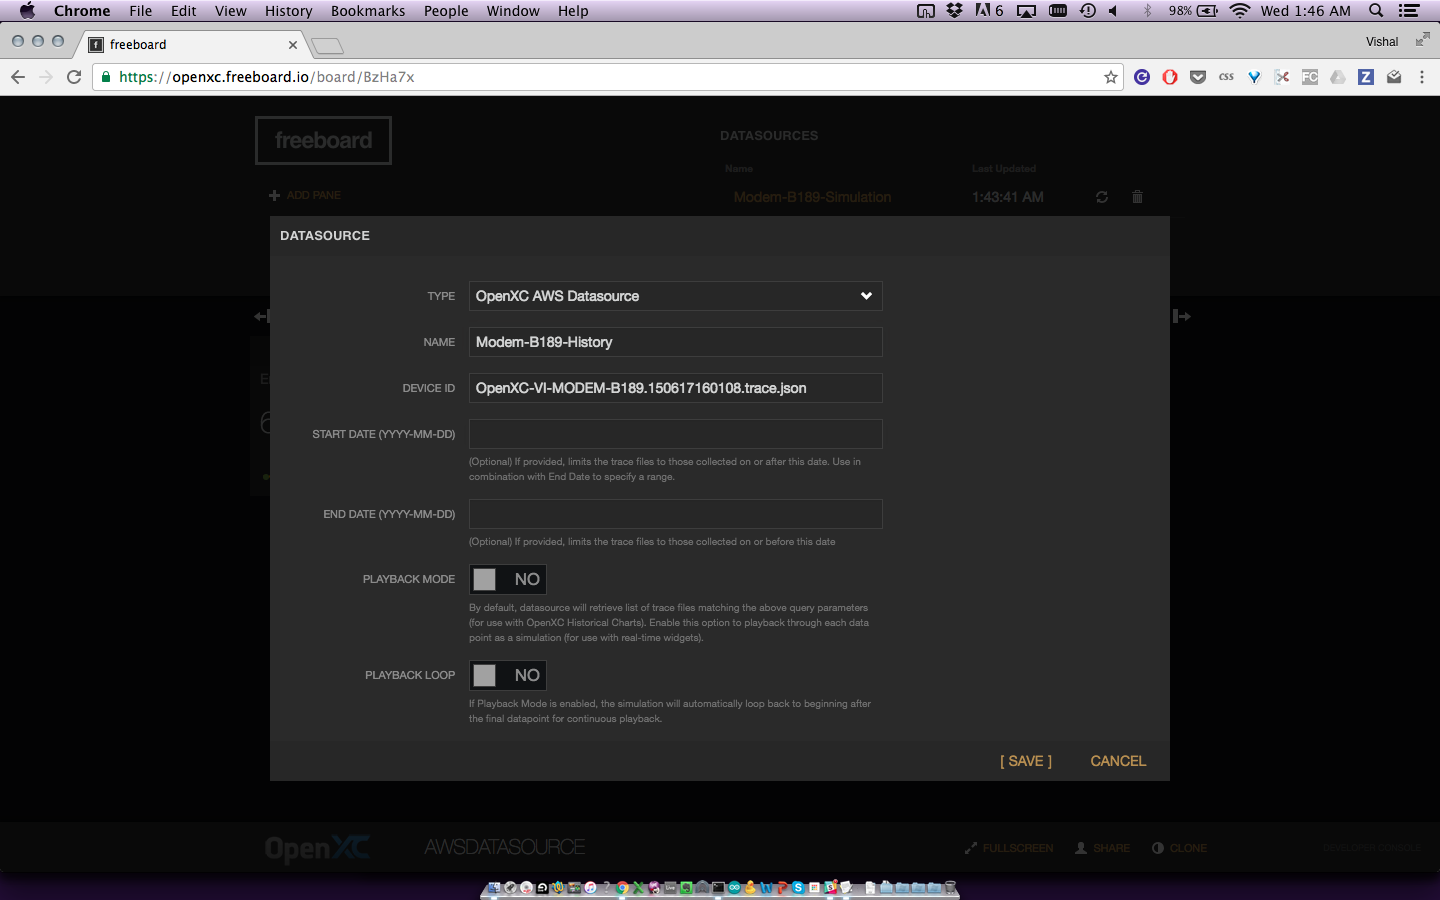 Chrome File Edit View History Bookmarks People Window Help 6 98% Wed 1:46 AM
freeboard Vishal
https://openxc.freeboard.io/board/BzHa7x css FC Z
freeboard DATASOURCES
Name Last Updated
ADD PANE Modem-B189-Simulation 1:43:41 AM
DATASOURCE
TYPE OpenXC AWS Datasource
NAME Modem-B189-History
DEVICE ID OpenXC-VI-MODEM-B189.150617160108.trace.json
START DATE (YYYY-MM-DD)
(Optional) If provided, limits the trace files to those collected on or after this date. Use in
combination with End Date to specify a range.
END DATE (YYYY-MM-DD)
(Optional) If provided, limits the trace files to those collected on or before this date
PLAYBACK MODE NO
By default, datasource will retrieve list of trace files matching the above query parameters
(for use with OpenXC Historical Charts). Enable this option to playback through each data
point as a simulation (for use with real-time widgets).
PLAYBACK LOOP NO
If Playback Mode is enabled, the simulation will automatically loop back to beginning after
the final datapoint for continuous playback.
[ SAVE ] CANCEL
OpenXC AWSDATASOURCE FULLSCREEN SHARE CLONE DEVELOPER CONSOLE